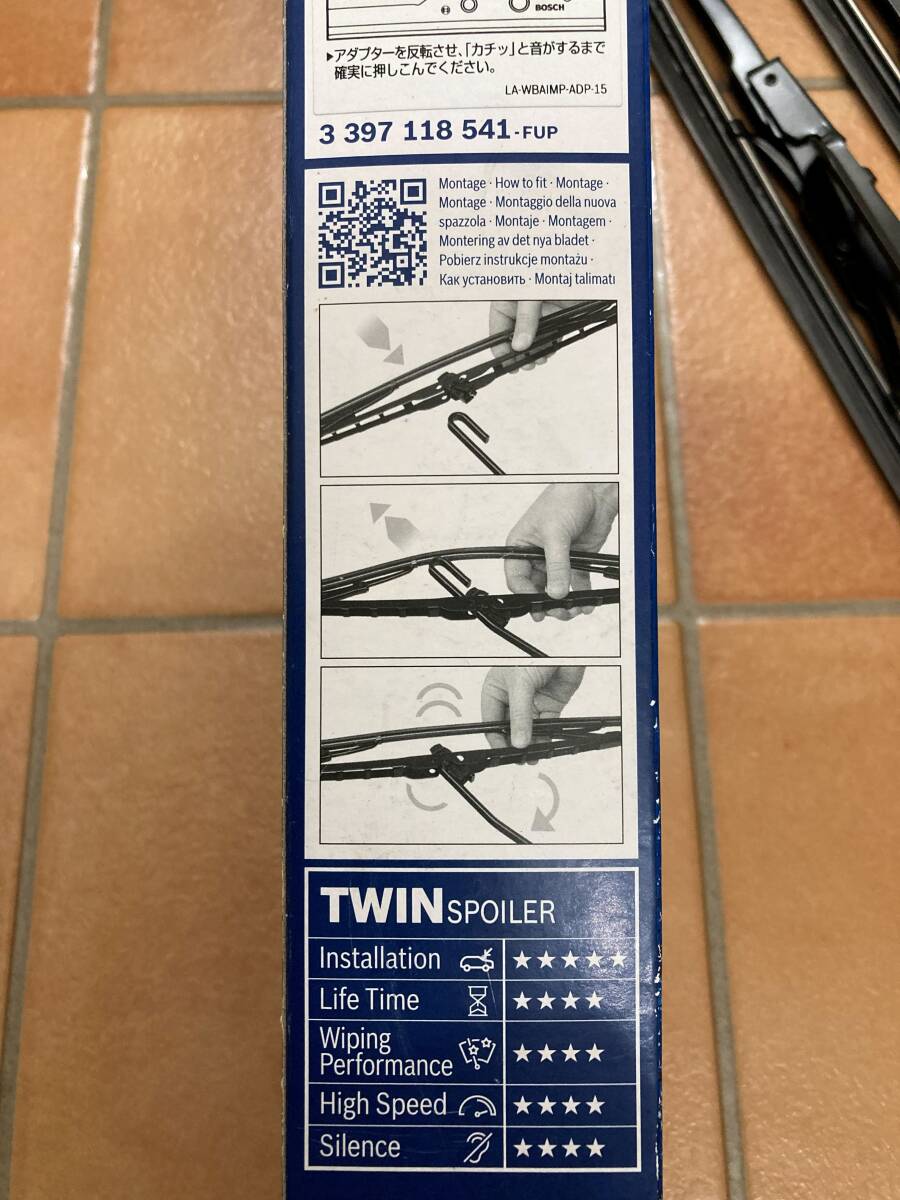 BOSCH
▶アダプターを反転させ、「カチッ」と音がするまで
確実に押しこんでください。
LA-WBAIMP-ADP-15
3 397 118 541-FUP
Montage · How to fit · Montage ·
Montage · Montaggio della nuova
spazzola · Montaje · Montagem ·
Montering av det nya bladet ·
Pobierz instrukcje montażu ·
Как установить · Montaj talimatı
TWIN SPOILER
Installation ★★★★★
Life Time ★★★★
Wiping
Performance ★★★★
High Speed ★★★★
Silence ★★★★